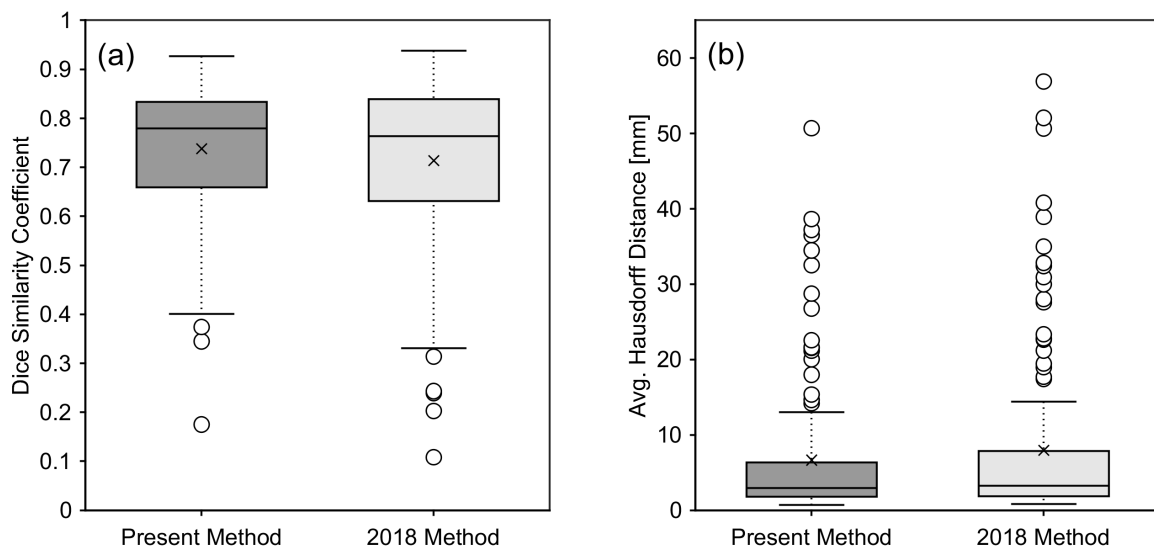 (a)
Dice Similarity Coefficient
1
0.9
0.8
0.7
0.6
0.5
0.4
0.3
0.2
0.1
0
Present Method
2018 Method
(b)
Avg. Hausdorff Distance [mm]
60
50
40
30
20
10
0
Present Method
2018 Method